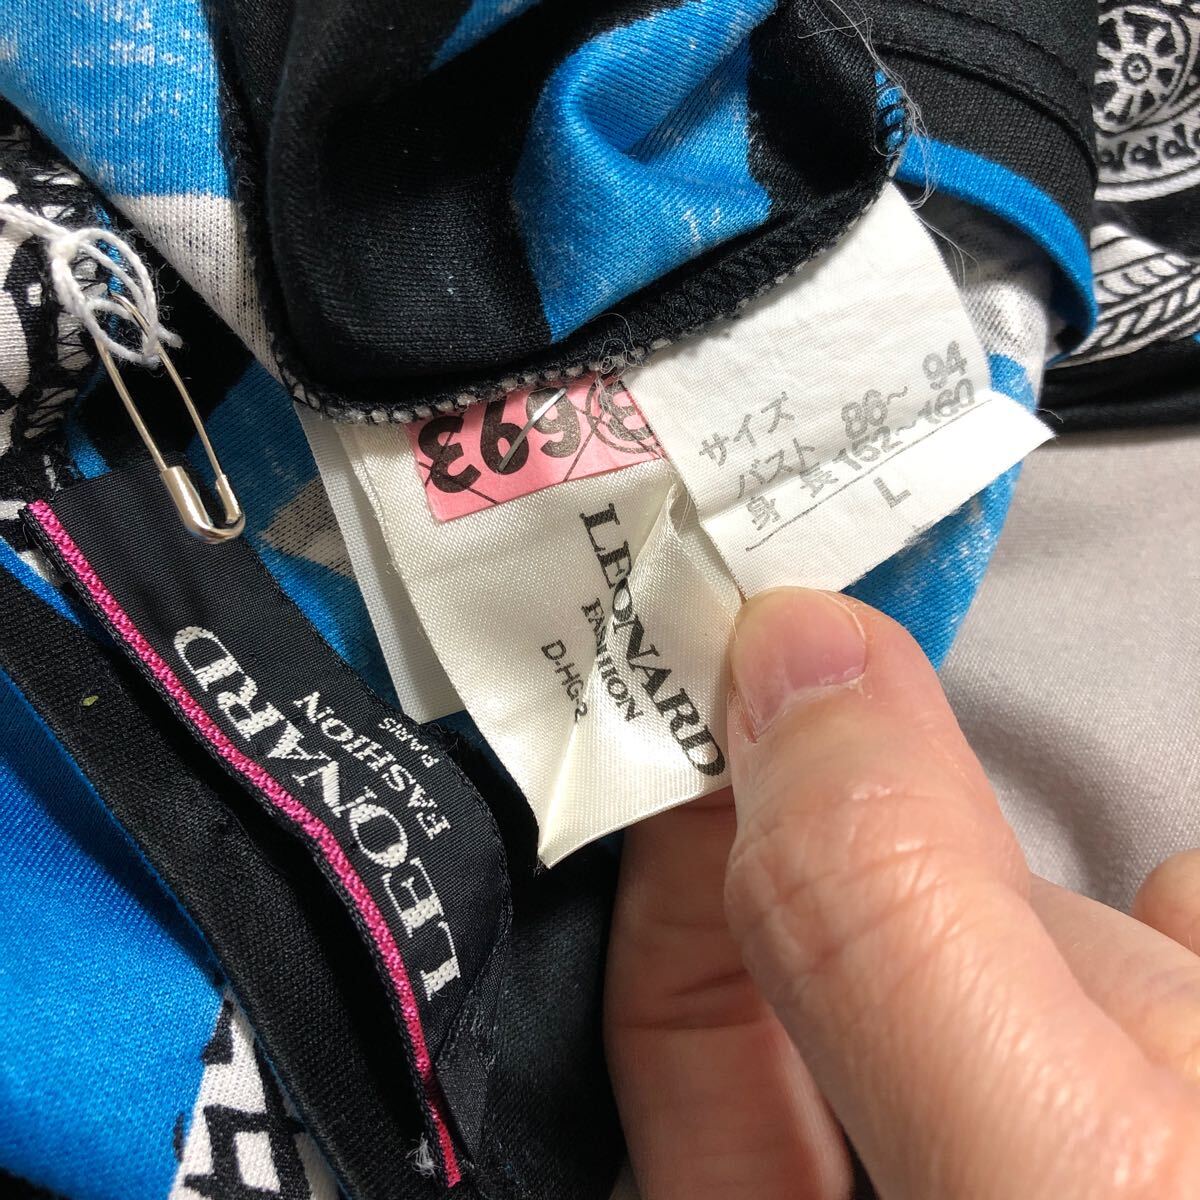 LEONARD
FASHION
PARIS
LEONARD
FASHION
D-HG-2
サイズ
バスト 86~94
身長 152~160
L